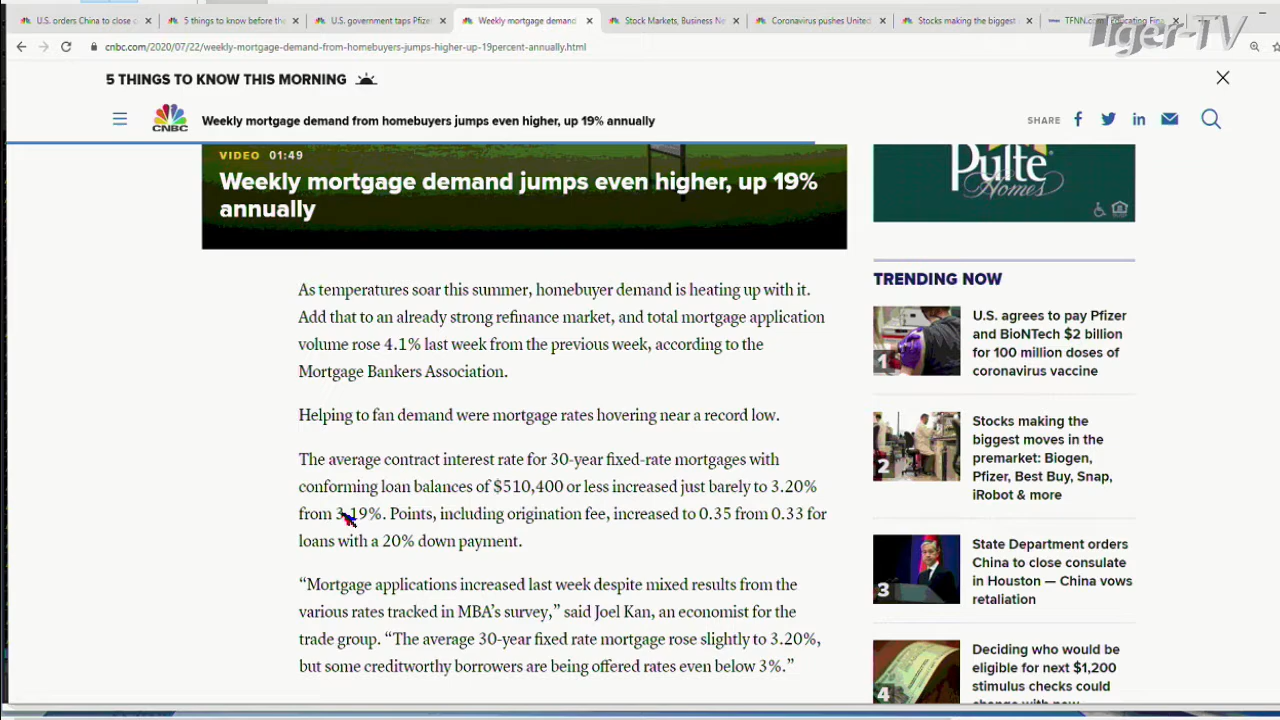 U.S. orders China to close c
5 things to know before the
U.S. government taps Pfizer
Weekly mortgage demand
Stock Markets, Business Ne
Coronavirus pushes United
Stocks making the biggest
TFNN.com Educating
Tiger-TV
cnbc.com/2020/07/22/weekly-mortgage-demand-from-homebuyers-jumps-higher-up-19percent-annually.html
5 THINGS TO KNOW THIS MORNING
CNBC
Weekly mortgage demand from homebuyers jumps even higher, up 19% annually
SHARE
VIDEO 01:49
Weekly mortgage demand jumps even higher, up 19%
annually
Pulte
Homes
As temperatures soar this summer, homebuyer demand is heating up with it.
Add that to an already strong refinance market, and total mortgage application
volume rose 4.1% last week from the previous week, according to the
Mortgage Bankers Association.
Helping to fan demand were mortgage rates hovering near a record low.
The average contract interest rate for 30-year fixed-rate mortgages with
conforming loan balances of $510,400 or less increased just barely to 3.20%
from 3.19%. Points, including origination fee, increased to 0.35 from 0.33 for
loans with a 20% down payment.
“Mortgage applications increased last week despite mixed results from the
various rates tracked in MBA’s survey,” said Joel Kan, an economist for the
trade group. “The average 30-year fixed rate mortgage rose slightly to 3.20%,
but some creditworthy borrowers are being offered rates even below 3%.”
TRENDING NOW
1
U.S. agrees to pay Pfizer
and BioNTech $2 billion
for 100 million doses of
coronavirus vaccine
2
Stocks making the
biggest moves in the
premarket: Biogen,
Pfizer, Best Buy, Snap,
iRobot & more
3
State Department orders
China to close consulate
in Houston — China vows
retaliation
4
Deciding who would be
eligible for next $1,200
stimulus checks could
change with new